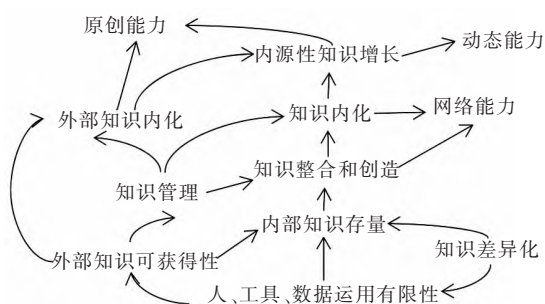 原创能力
内源性知识增长
动态能力
外部知识内化
知识内化
网络能力
知识管理
知识整合和创造
内部知识存量
知识差异化
外部知识可获得性
人、工具、数据运用有限性